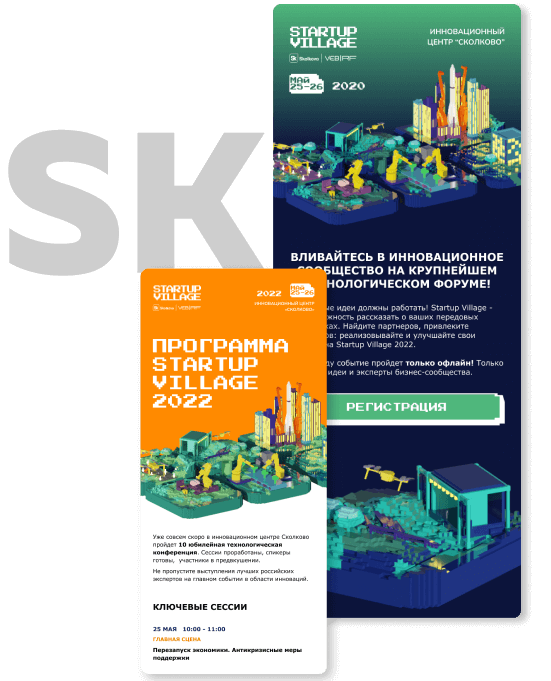 SK
STARTUP
VILLAGE
Sk Skolkovo VEB РФ
ИННОВАЦИОННЫЙ
ЦЕНТР "СКОЛКОВО"
МАЙ
25-26 2020
ВЛИВАЙТЕСЬ В ИННОВАЦИОННОЕ
СООБЩЕСТВО НА КРУПНЕЙШЕМ
ТЕХНОЛОГИЧЕСКОМ ФОРУМЕ!
идеи должны работать! Startup Village -
рассказать о ваших передовых
Найдите партнеров, привлеките
реализовывайте и улучшайте свои
на Startup Village 2022.
событие пройдет только офлайн! Только
идеи и эксперты бизнес-сообщества.
РЕГИСТРАЦИЯ
STARTUP
VILLAGE
2022 МАЙ
25-26
ИННОВАЦИОННЫЙ ЦЕНТР
«СКОЛКОВО»
ПРОГРАММА
STARTUP
VILLAGE
2022
Уже совсем скоро в инновационном центре Сколково
пройдет 10 юбилейная технологическая
конференция. Сессии проработаны, спикеры
готовы, участники в предвкушении.
Не пропустите выступления лучших российских
экспертов на главном событии в области инноваций.
КЛЮЧЕВЫЕ СЕССИИ
25 МАЯ 10:00 - 11:00
ГЛАВНАЯ СЦЕНА
Перезапуск экономики. Антикризисные меры
поддержки